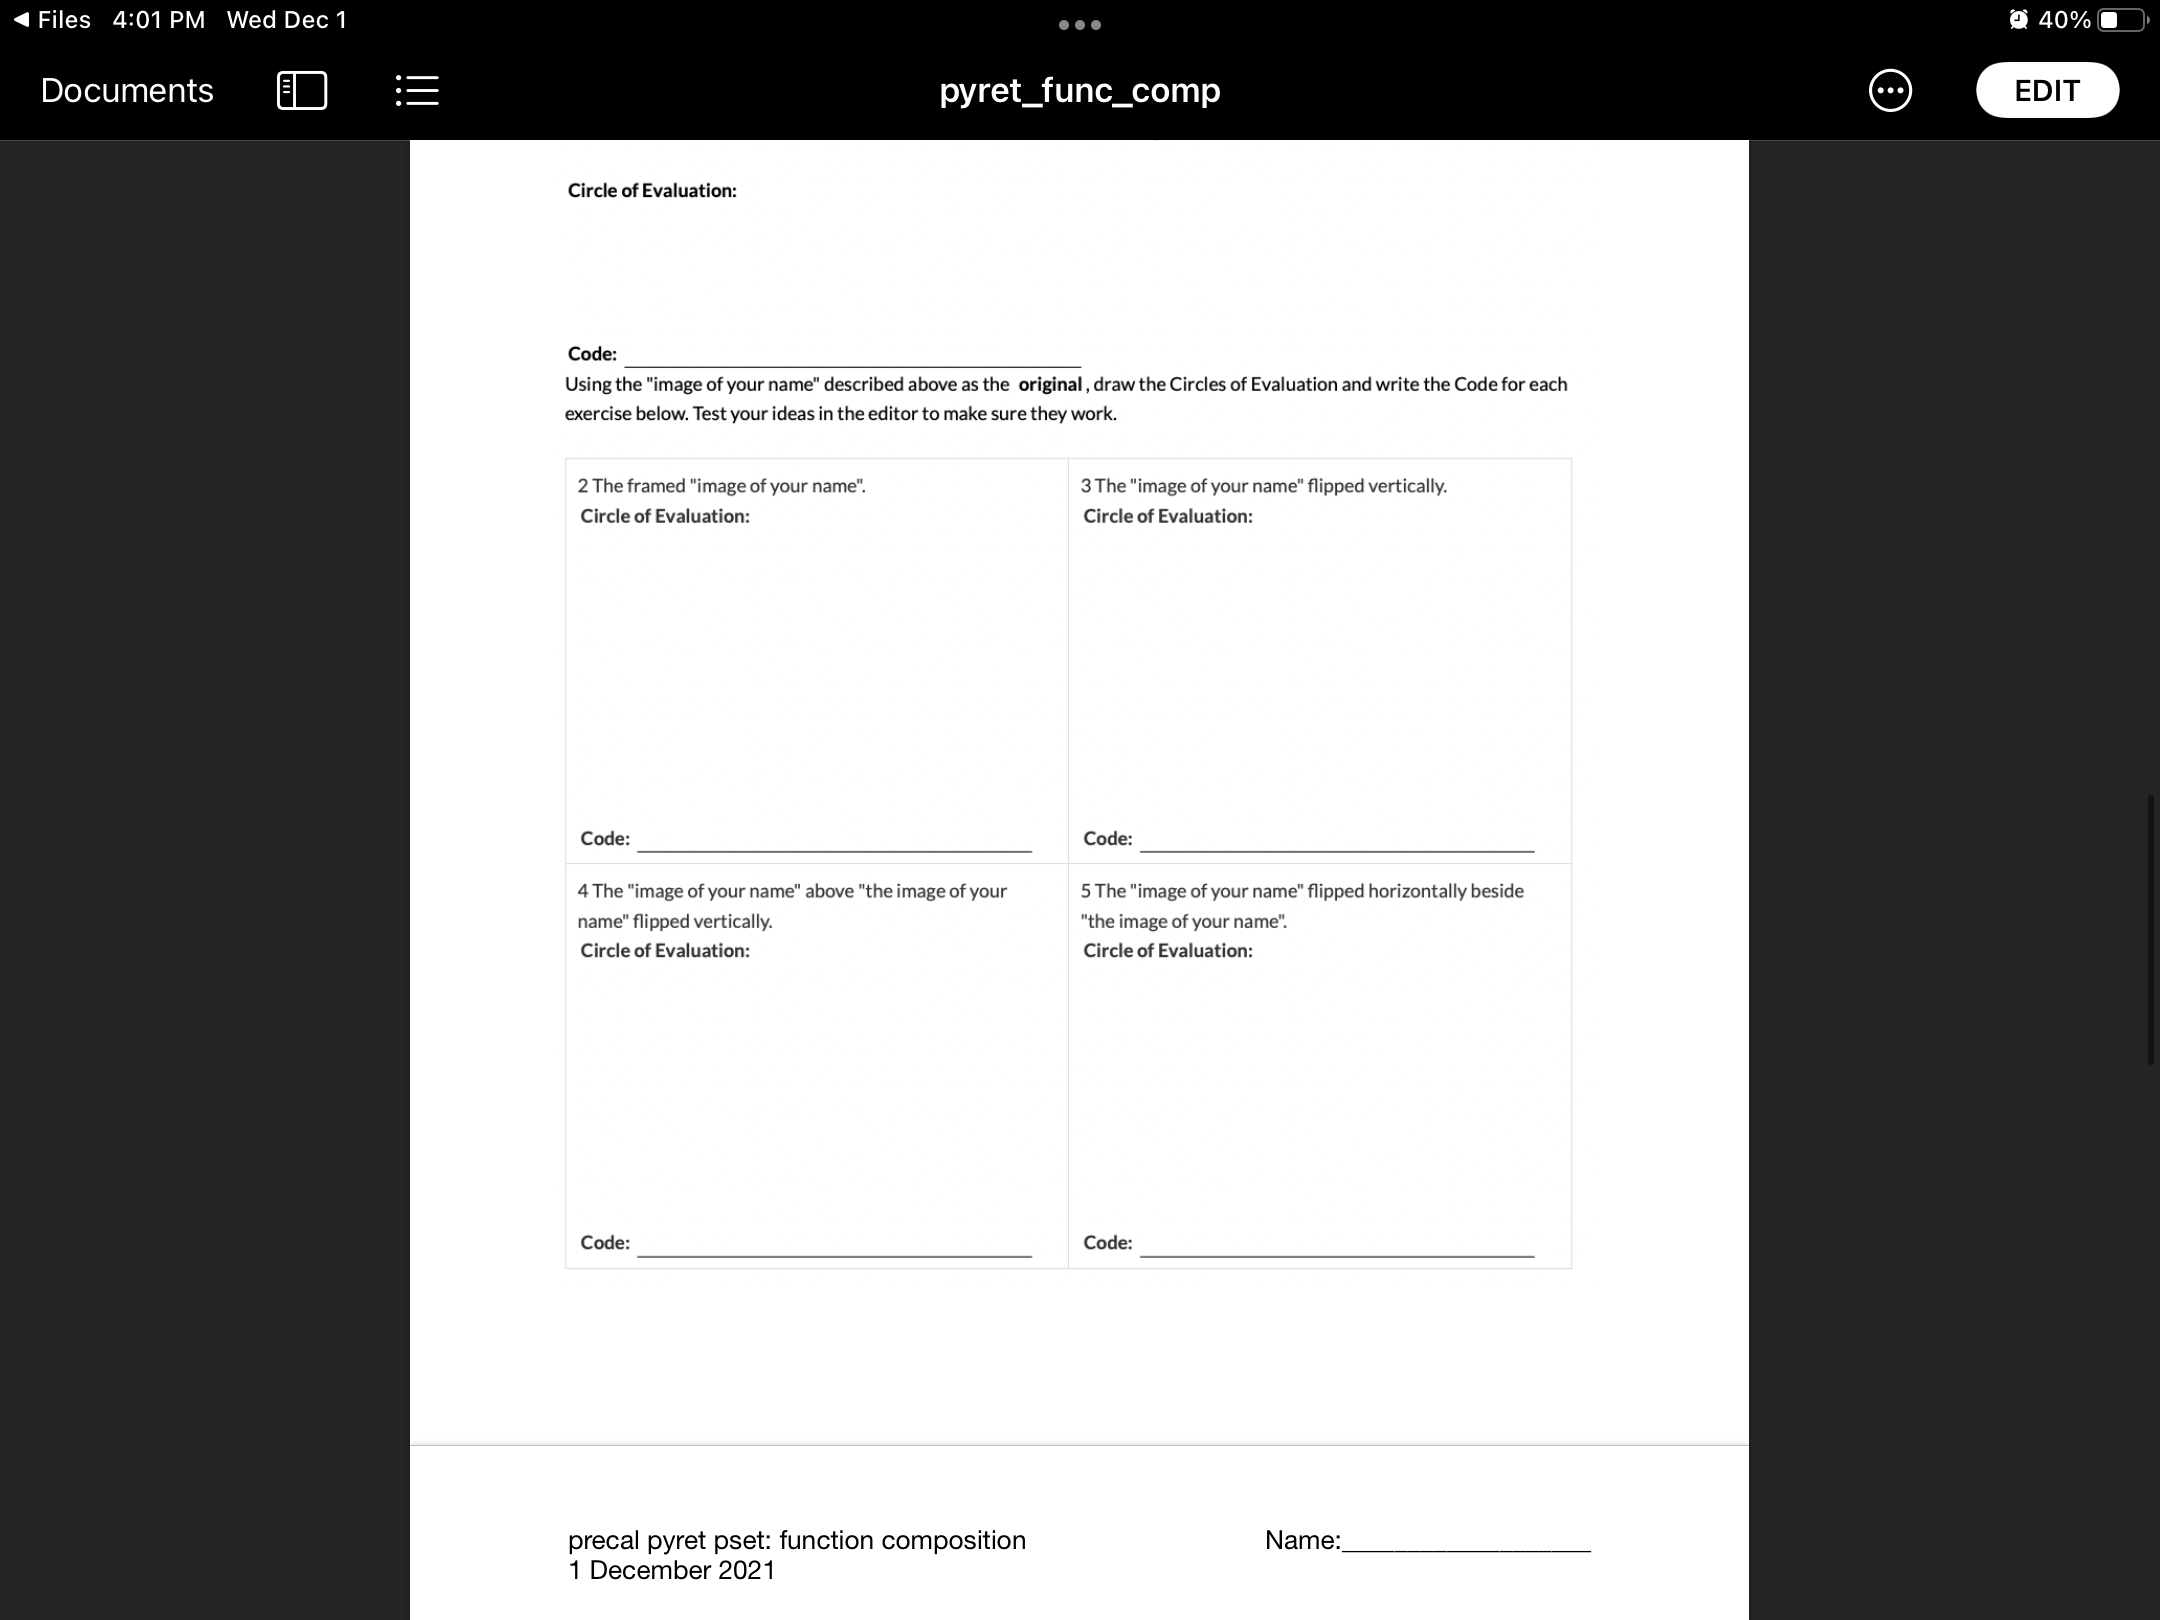 Files 4:01 PM Wed Dec 1
40%
Documents
pyret_func_comp
EDIT
Circle of Evaluation:
Code:
Using the "image of your name" described above as the original, draw the Circles of Evaluation and write the Code for each
exercise below. Test your ideas in the editor to make sure they work.
2 The framed "image of your name".
Circle of Evaluation:
Code:
3 The "image of your name" flipped vertically.
Circle of Evaluation:
Code:
4 The "image of your name" above "the image of your
name" flipped vertically.
Circle of Evaluation:
Code:
5 The "image of your name" flipped horizontally beside
"the image of your name".
Circle of Evaluation:
Code:
precal pyret pset: function composition
1 December 2021
Name: